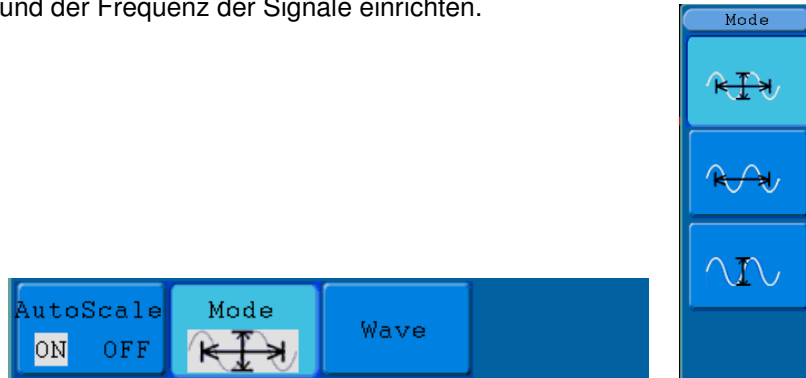 und der Frequenz der Signale einrichten.
Mode
AutoScale
ON OFF
Mode
Wave